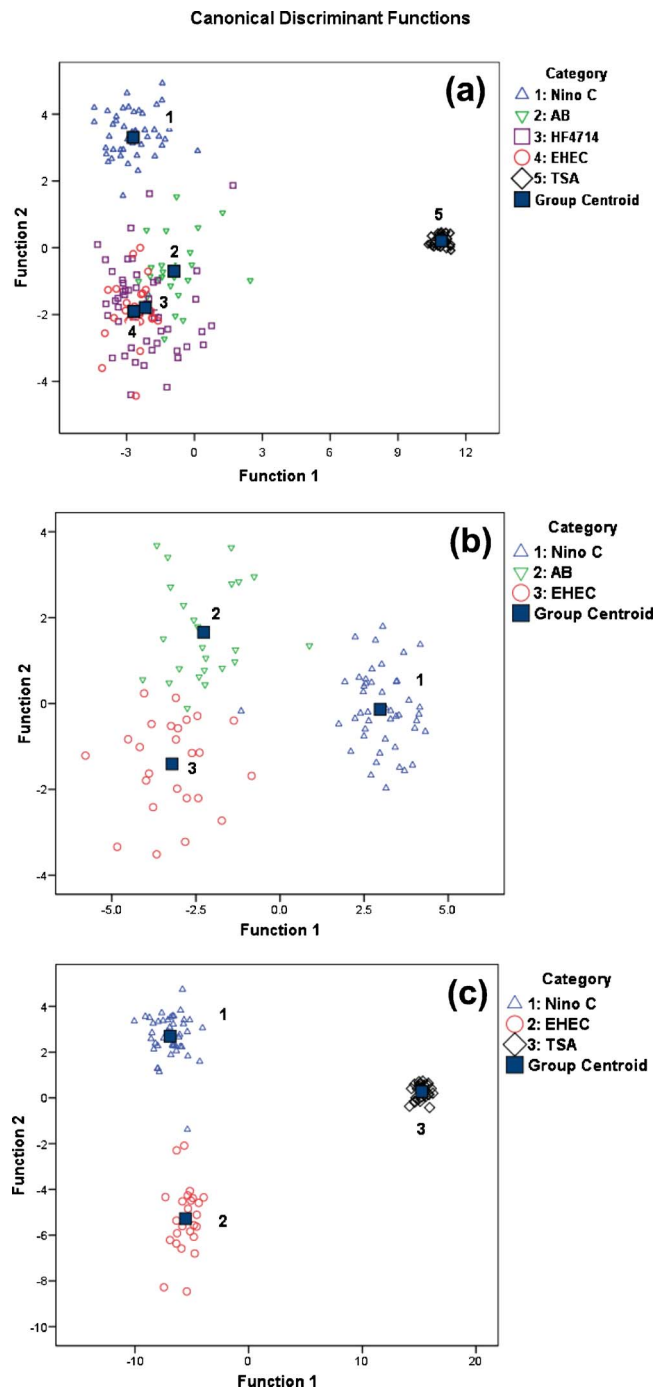 Canonical Discriminant Functions
(a)
Category
1: Nino C
2: AB
3: HF4714
4: EHEC
5: TSA
Group Centroid
1
2
3
4
5
4
2
0
-2
-4
Function 2
-3
0
3
6
9
12
Function 1
(b)
Category
1: Nino C
2: AB
3: EHEC
Group Centroid
2
1
3
4
2
0
-2
-4
Function 2
-5.0
-2.5
0.0
2.5
5.0
Function 1
(c)
Category
1: Nino C
2: EHEC
3: TSA
Group Centroid
1
3
2
4
2
0
-2
-4
-6
-8
-10
Function 2
-10
0
10
20
Function 1